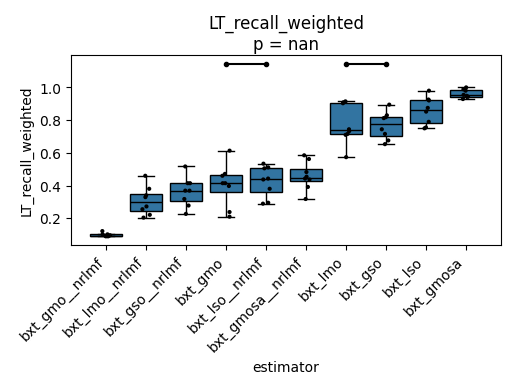 LT_recall_weighted
p = nan
LT_recall_weighted
1.0
0.8
0.6
0.4
0.2
bxt_gmo__nrlmf
bxt_lmo__nrlmf
bxt_gso__nrlmf
bxt_gmo
bxt_lso__nrlmf
bxt_gmosa__nrlmf
bxt_lmo
bxt_gso
bxt_lso
bxt_gmosa
estimator